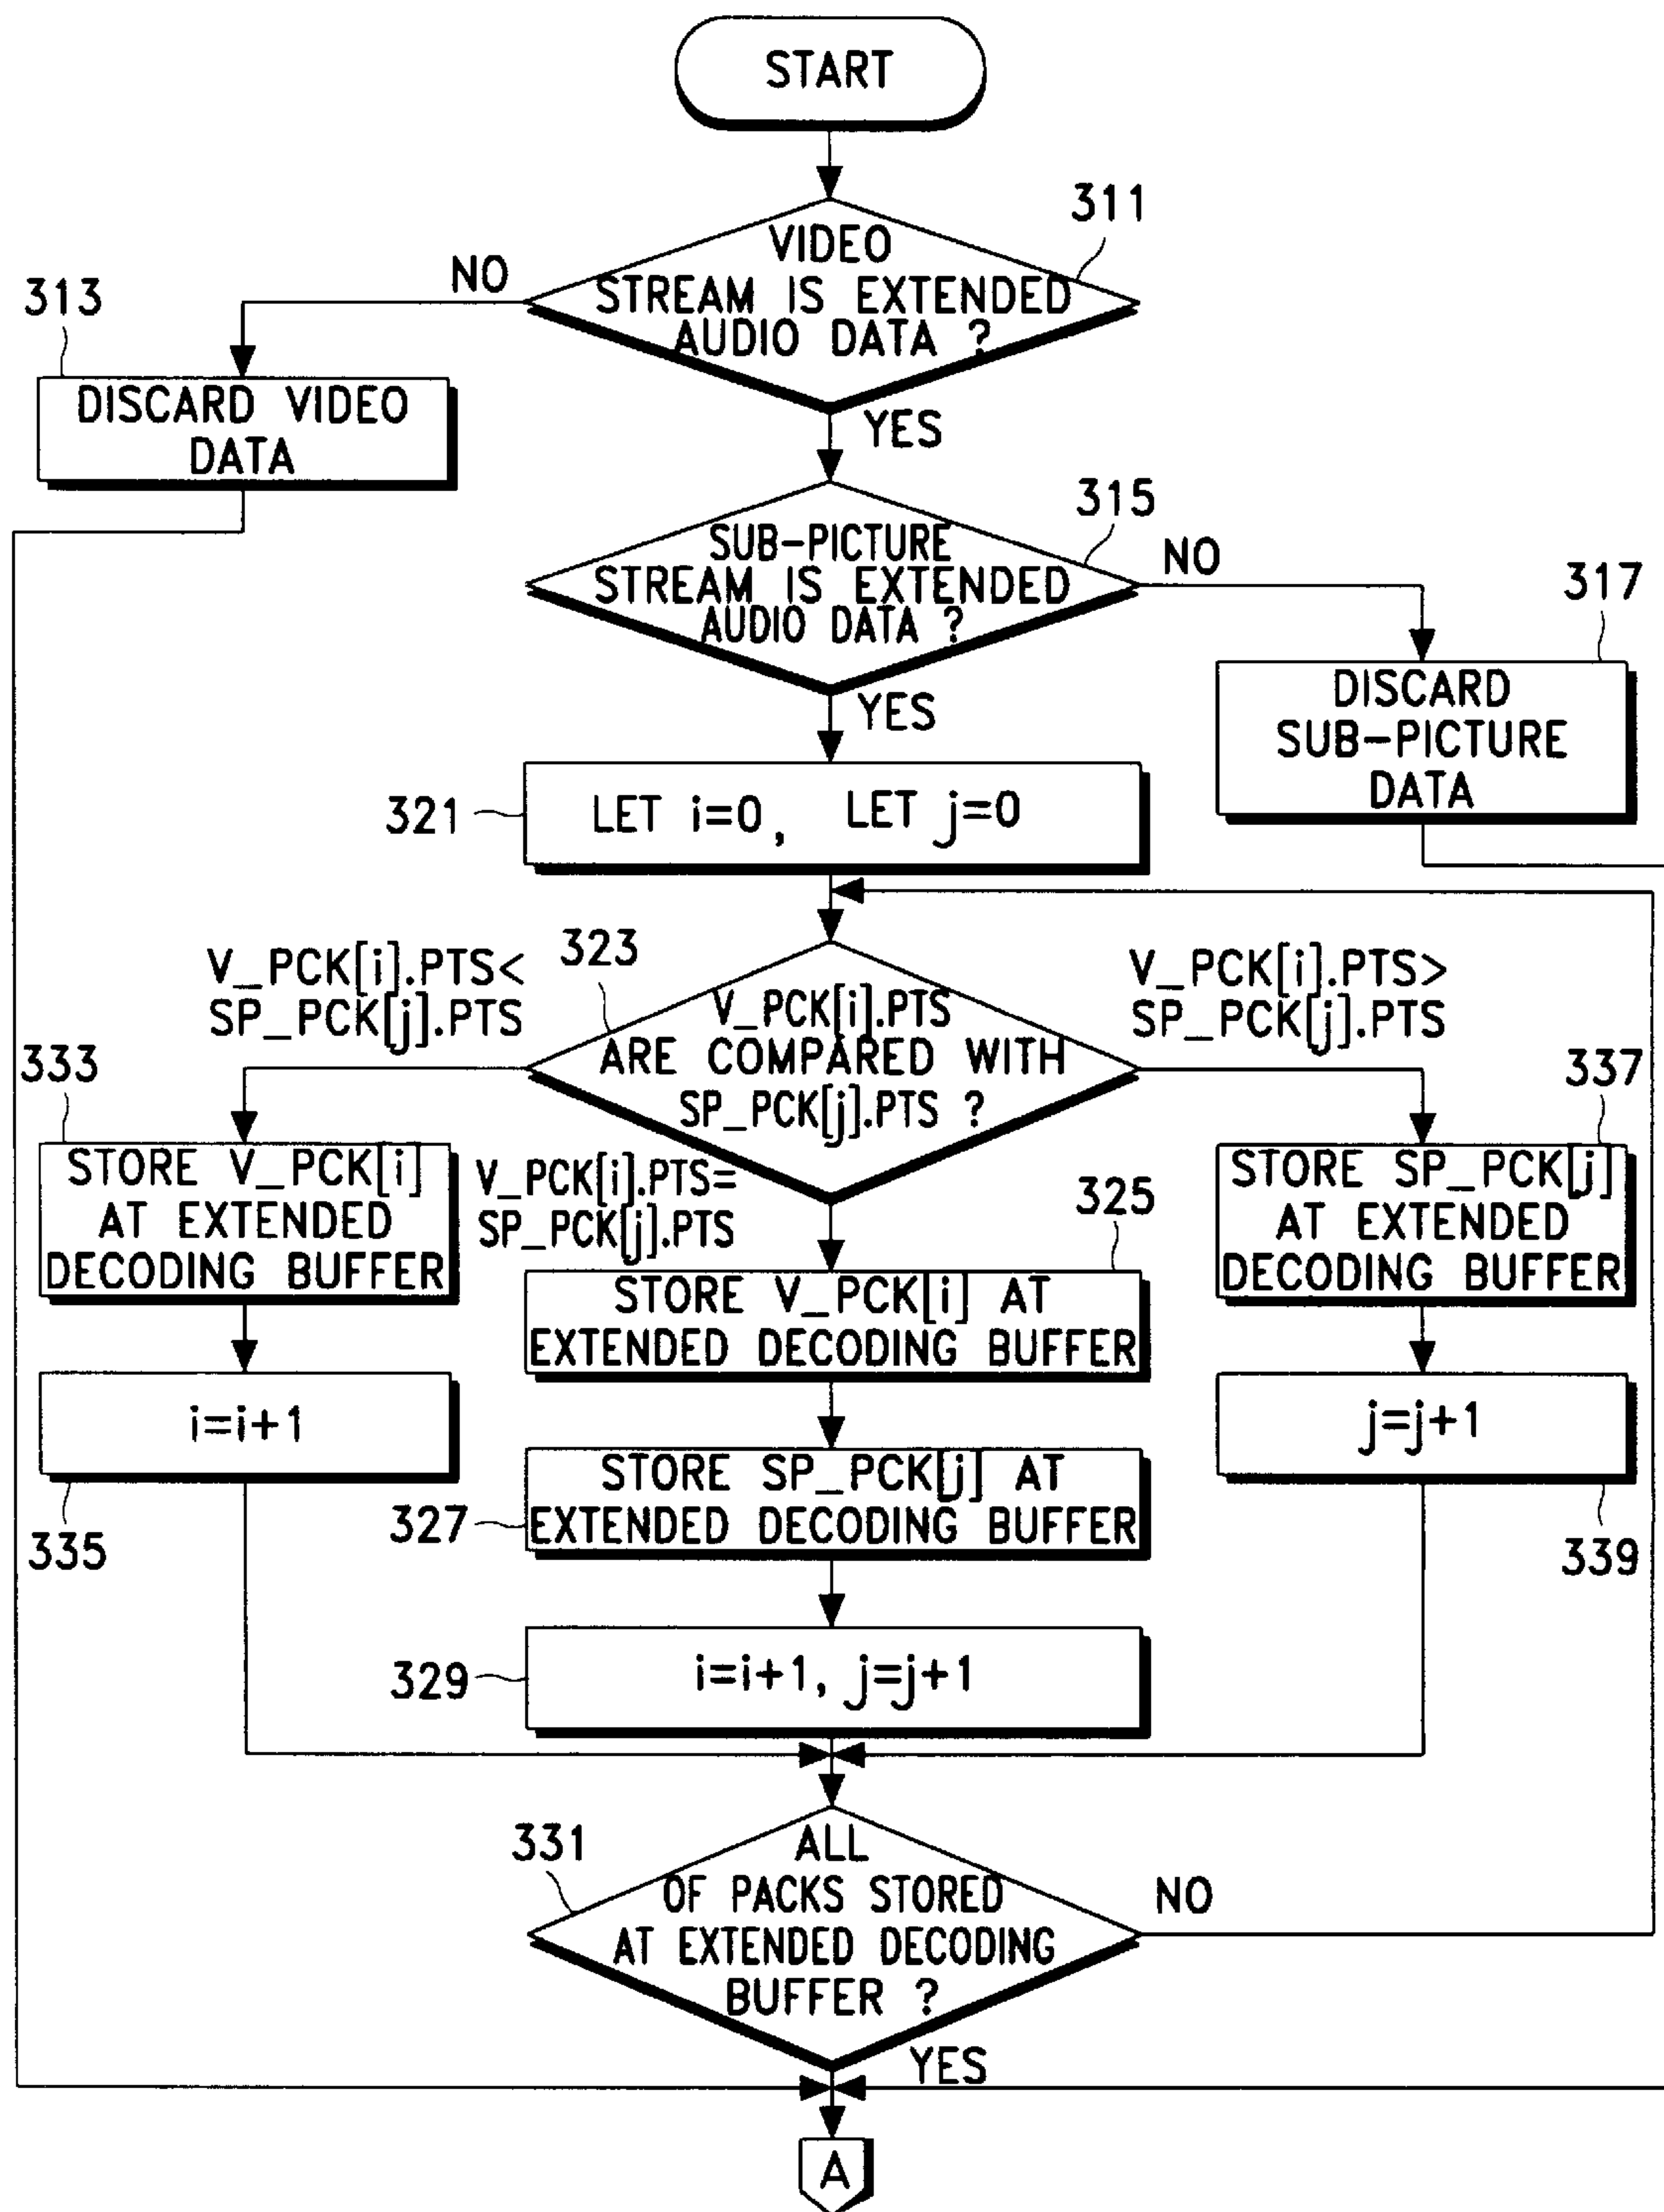 START
311
VIDEO
STREAM IS EXTENDED
AUDIO DATA ?
NO
313
DISCARD VIDEO
DATA
YES
315
SUB-PICTURE
STREAM IS EXTENDED
AUDIO DATA ?
NO
317
DISCARD
SUB-PICTURE
DATA
YES
321
LET i=0, LET j=0
323
V_PCK[i].PTS
ARE COMPARED WITH
SP_PCK[j].PTS ?
V_PCK[i].PTS<
SP_PCK[j].PTS
V_PCK[i].PTS>
SP_PCK[j].PTS
333
STORE V_PCK[i]
AT EXTENDED
DECODING BUFFER
V_PCK[i].PTS=
SP_PCK[j].PTS
325
STORE V_PCK[i] AT
EXTENDED DECODING BUFFER
337
STORE SP_PCK[j]
AT EXTENDED
DECODING BUFFER
i=i+1
335
327
STORE SP_PCK[j] AT
EXTENDED DECODING BUFFER
j=j+1
339
329
i=i+1, j=j+1
331
ALL
OF PACKS STORED
AT EXTENDED DECODING
BUFFER ?
NO
YES
A